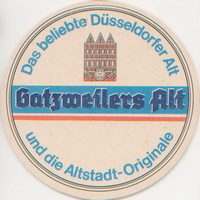 Das beliebte Düsseldorfer Alt
Gatzweilers Alt
und die Altstadt-Originale